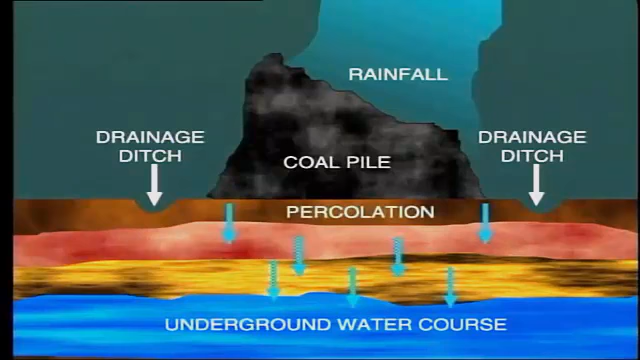 RAINFALL
DRAINAGE
DITCH
COAL PILE
DRAINAGE
DITCH
PERCOLATION
UNDERGROUND WATER COURSE